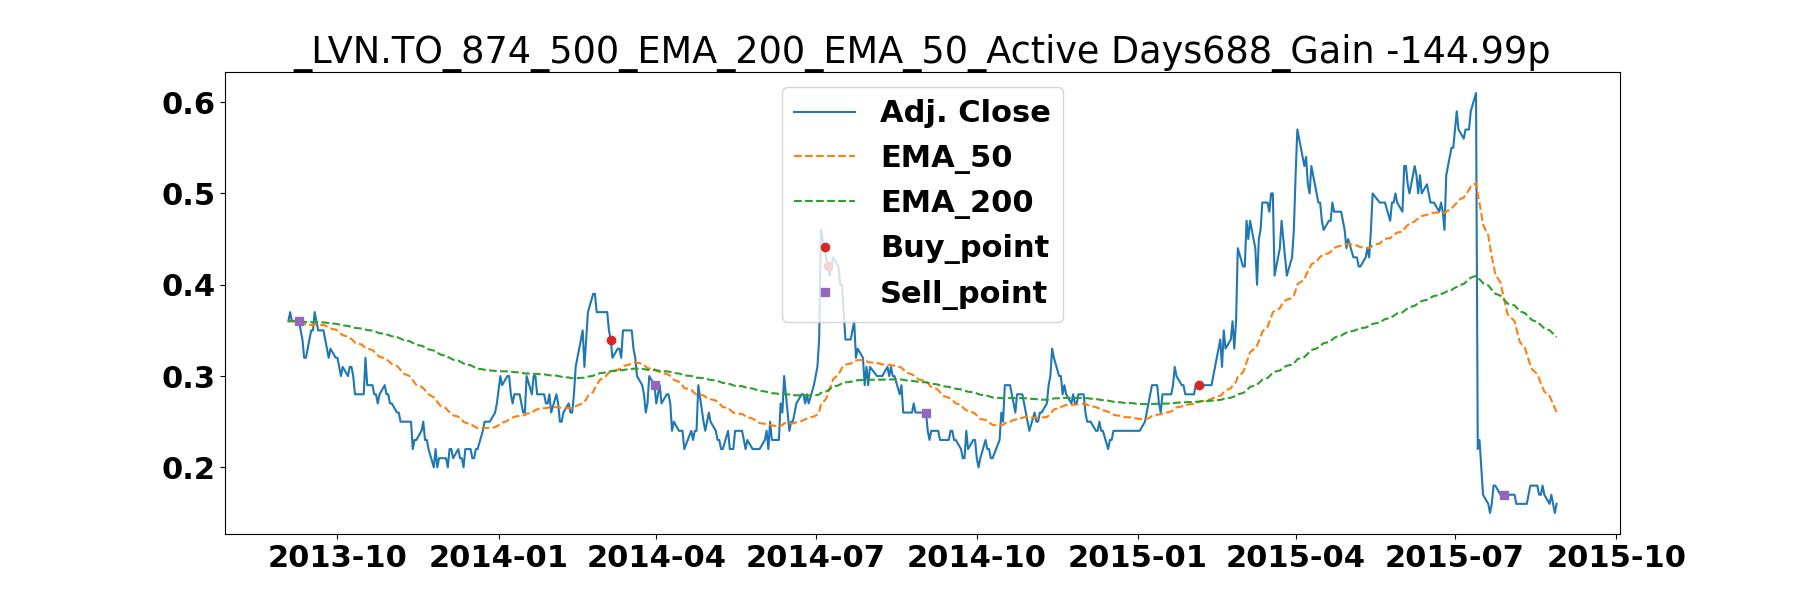 _LVN.TO_874_500_EMA_200_EMA_50_Active Days688_Gain -144.99p
0.6
0.5
0.4
0.3
0.2
Adj. Close
EMA_50
EMA_200
Buy_point
Sell_point
2013-10 2014-01 2014-04 2014-07 2014-10 2015-01 2015-04 2015-07 2015-10